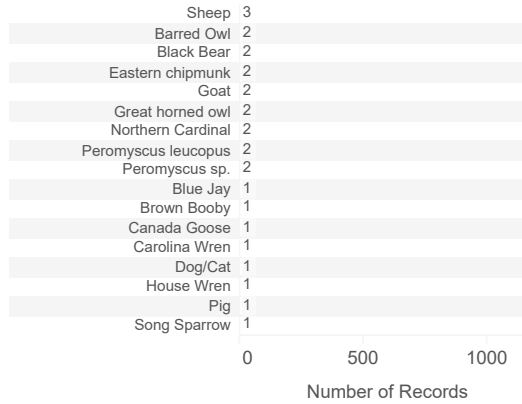 Sheep 3
Barred Owl 2
Black Bear 2
Eastern chipmunk 2
Goat 2
Great horned owl 2
Northern Cardinal 2
Peromyscus leucopus 2
Peromyscus sp. 2
Blue Jay 1
Brown Booby 1
Canada Goose 1
Carolina Wren 1
Dog/Cat 1
House Wren 1
Pig 1
Song Sparrow 1
0 500 1000
Number of Records